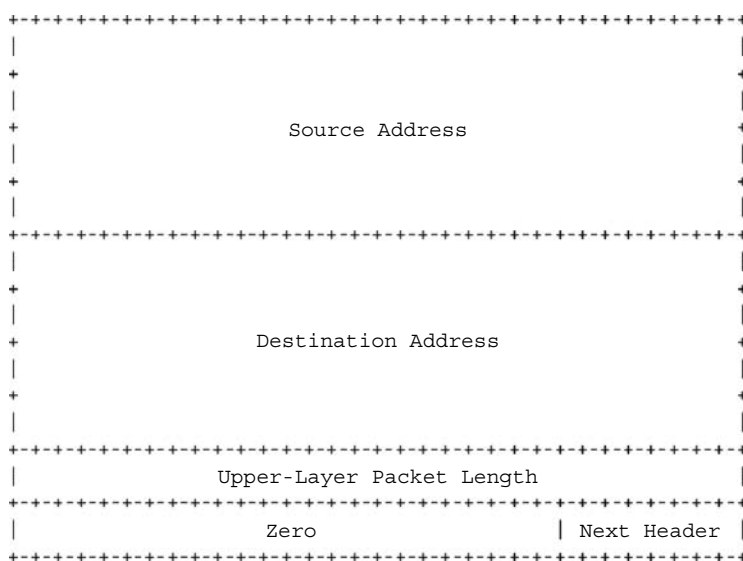 Source Address
Destination Address
Upper-Layer Packet Length
Zero | Next Header